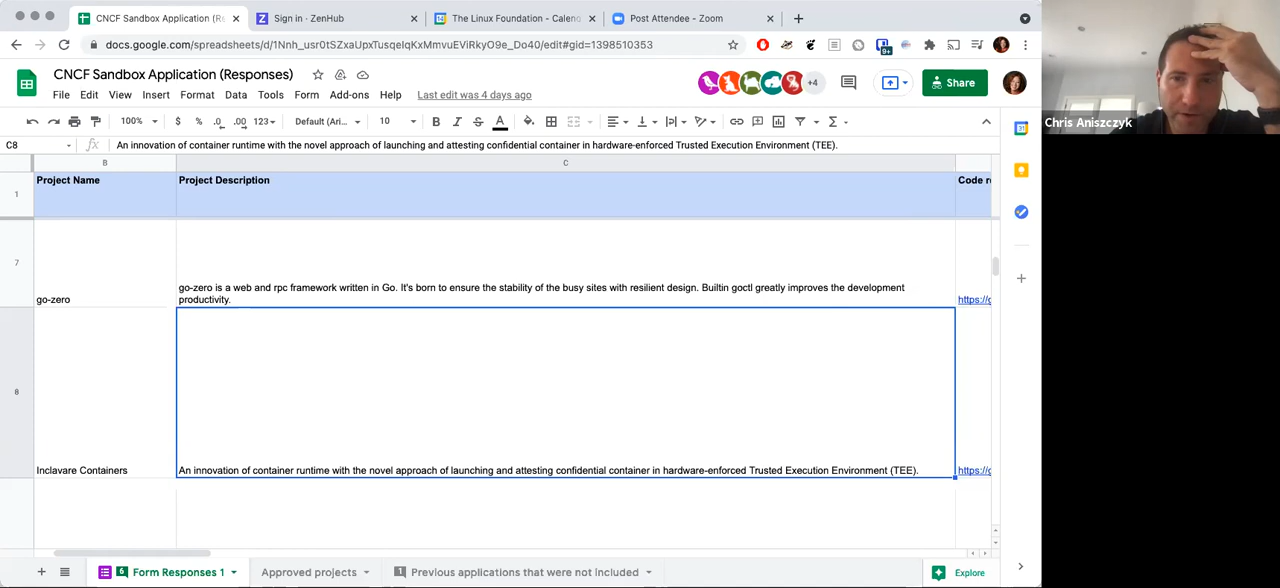 CNCF Sandbox Application (Re
Sign in · ZenHub
The Linux Foundation - Calend
Post Attendee - Zoom
docs.google.com/spreadsheets/d/1Nnh_usr0tSZxaUpxTusqeIqKxMmvuEViRkyO9e_Do40/edit#gid=1398510353
9+
CNCF Sandbox Application (Responses)
File Edit View Insert Format Data Tools Form Add-ons Help Last edit was 4 days ago
+4
Share
Chris Aniszczyk
100% $ % .0 .00 123 Default (Ari... 10 B I S A
C8 fx An innovation of container runtime with the novel approach of launching and attesting confidential container in hardware-enforced Trusted Execution Environment (TEE).
B C
1 Project Name Project Description Code r
7
go-zero is a web and rpc framework written in Go. It's born to ensure the stability of the busy sites with resilient design. Builtin goctl greatly improves the development
go-zero productivity. https://g
8
Inclavare Containers An innovation of container runtime with the novel approach of launching and attesting confidential container in hardware-enforced Trusted Execution Environment (TEE). https://g
6 Form Responses 1 Approved projects 1 Previous applications that were not included Explore